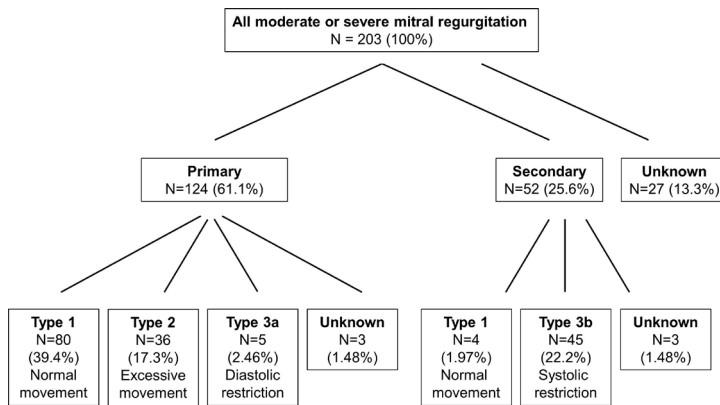 All moderate or severe mitral regurgitation
N = 203 (100%)
Primary
N=124 (61.1%)
Secondary
N=52 (25.6%)
Unknown
N=27 (13.3%)
Type 1
N=80
(39.4%)
Normal
movement
Type 2
N=36
(17.3%)
Excessive
movement
Type 3a
N=5
(2.46%)
Diastolic
restriction
Unknown
N=3
(1.48%)
Type 1
N=4
(1.97%)
Normal
movement
Type 3b
N=45
(22.2%)
Systolic
restriction
Unknown
N=3
(1.48%)